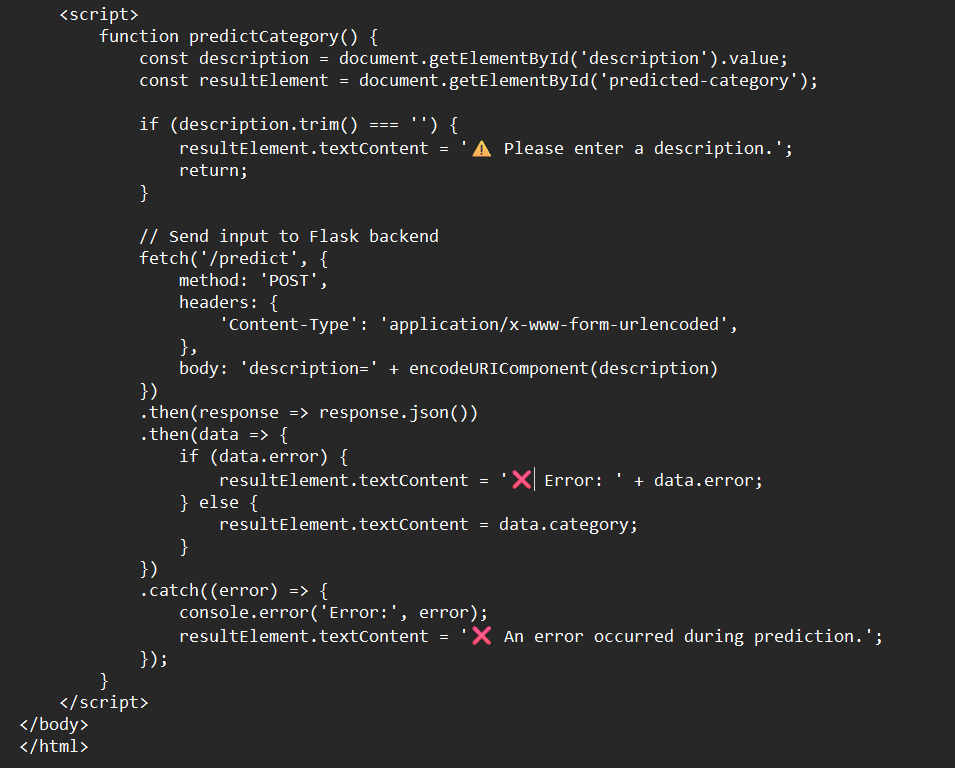 <script>
function predictCategory() {
const description = document.getElementById('description').value;
const resultElement = document.getElementById('predicted-category');
if (description.trim() === '') {
resultElement.textContent = '⚠️ Please enter a description.';
return;
}
// Send input to Flask backend
fetch('/predict', {
method: 'POST',
headers: {
'Content-Type': 'application/x-www-form-urlencoded',
},
body: 'description=' + encodeURIComponent(description)
})
.then(response => response.json())
.then(data => {
if (data.error) {
resultElement.textContent = '❌ Error: ' + data.error;
} else {
resultElement.textContent = data.category;
}
})
.catch((error) => {
console.error('Error:', error);
resultElement.textContent = '❌ An error occurred during prediction.';
});
}
</script>
</body>
</html>